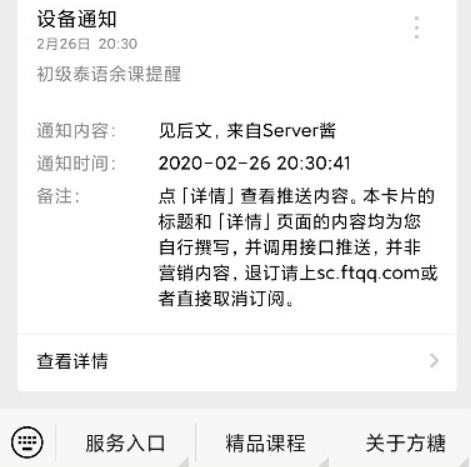 设备通知
2月26日 20:30
初级泰语余课提醒
通知内容： 见后文，来自Server酱
通知时间： 2020-02-26 20:30:41
备注： 点「详情」查看推送内容。本卡片的
标题和「详情」页面的内容均为您
自行撰写，并调用接口推送，并非
营销内容，退订请上sc.ftqq.com或
者直接取消订阅。
查看详情
服务入口 精品课程 关于方糖